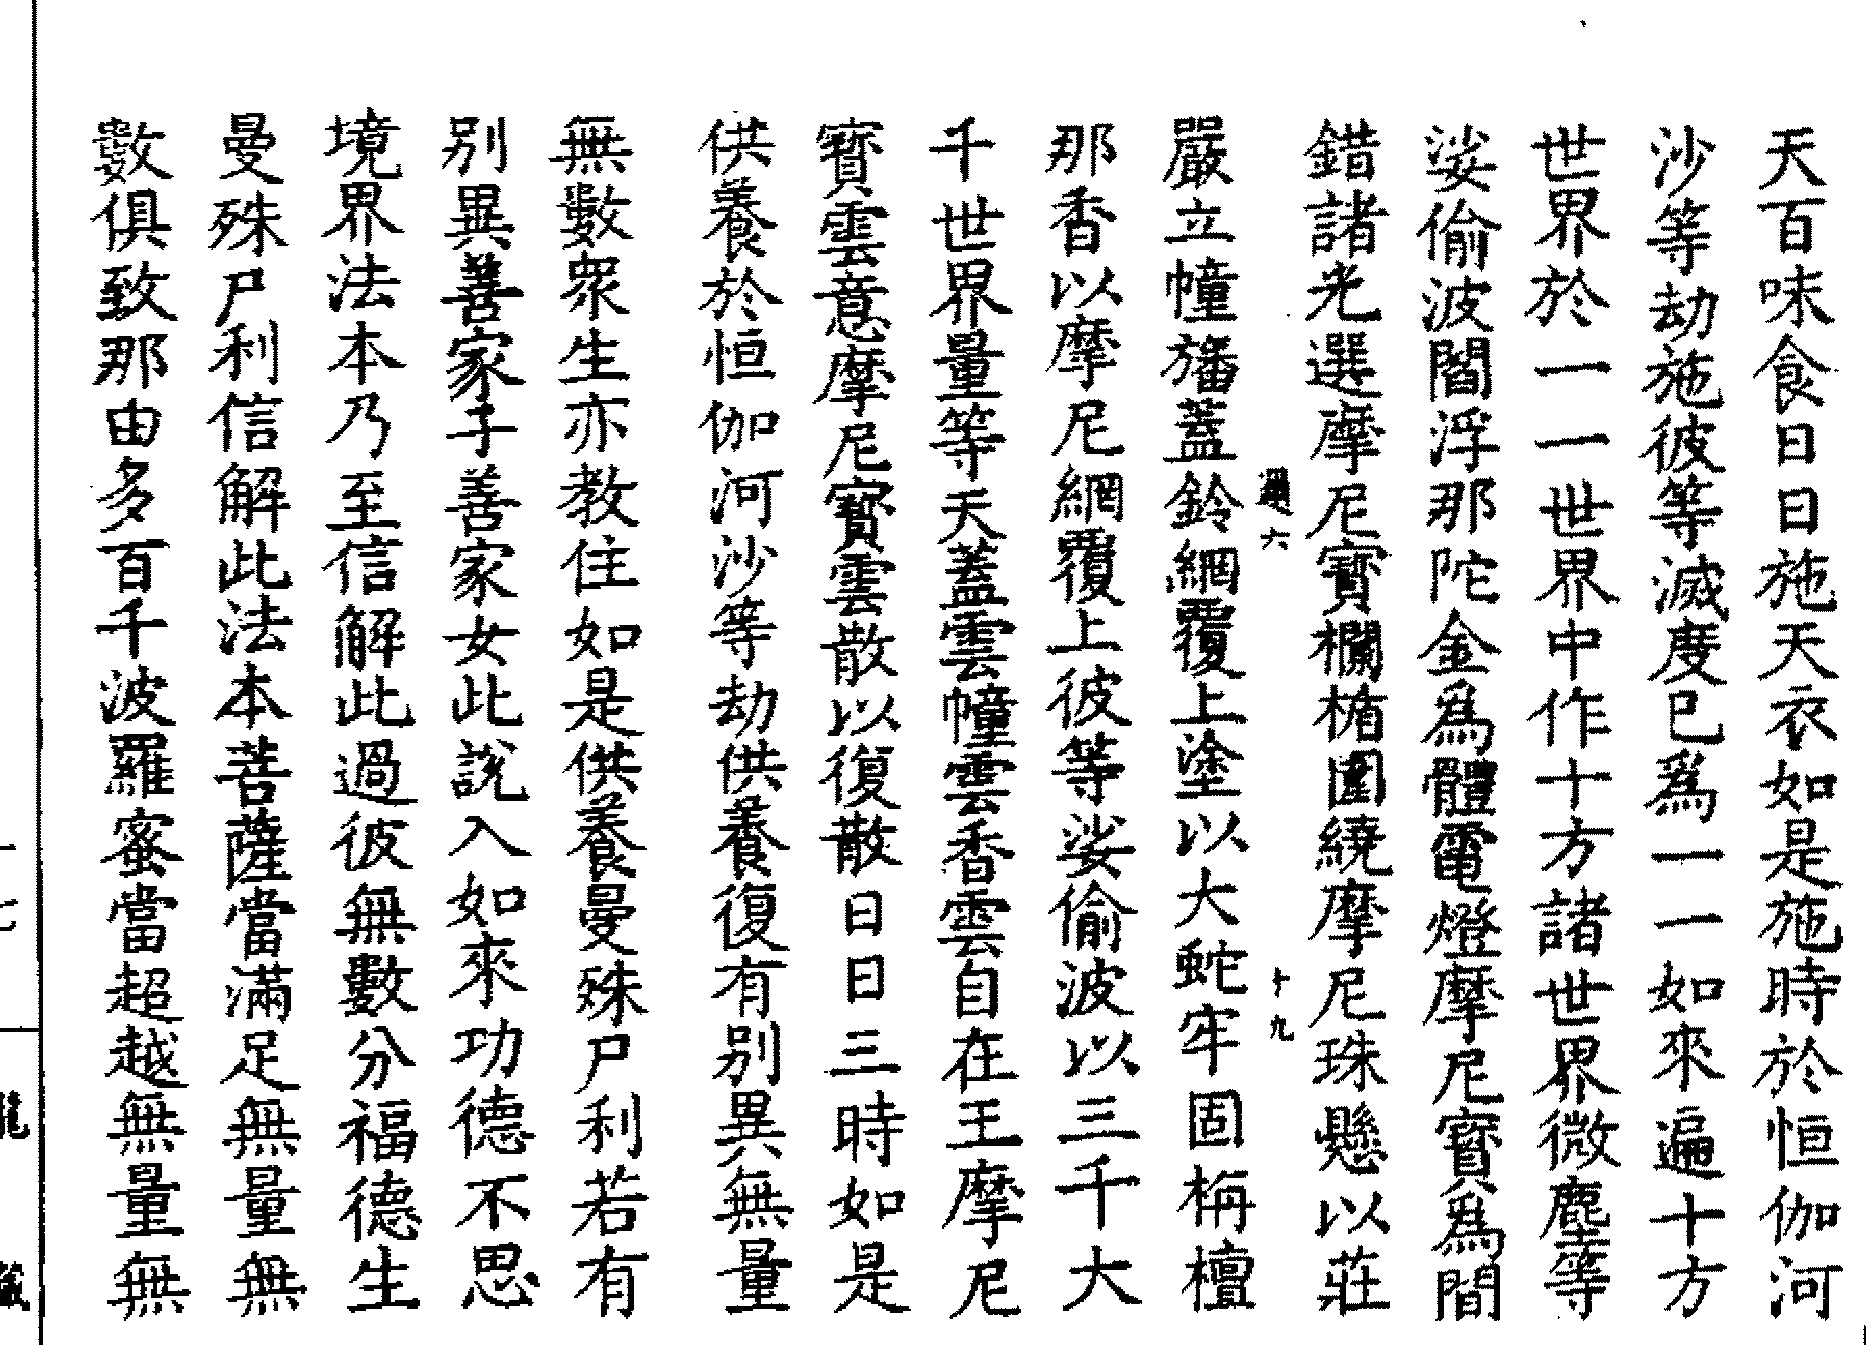 天百味食日日施天衣如是施時於恒伽河
沙等劫施彼等滅度已爲一一如來遍十方
世界於一一世界中作十方諸世界微塵等
娑偷波閻浮那陀金爲體電燈摩尼寳爲間
錯諸光選摩尼寳欄楯圍繞摩尼珠懸以莊
嚴立幢旛蓋鈴網覆上塗以大蛇牢固栴檀
那香以摩尼網覆上彼等娑偷波以三千大
千世界量等天蓋雲幢雲香雲自在王摩尼
寳雲意摩尼寳雲散以復散日日三時如是
供養於恒伽河沙等劫供養復有别異無量
無數衆生亦教住如是供養曼殊尸利若有
别異善家子善家女此說入如來功德不思
境界法本乃至信解此過彼無數分福德生
曼殊尸利信解此法本菩薩當滿足無量無
數俱致那由多百千波羅蜜當超越無量無
六
十九
龍
藏